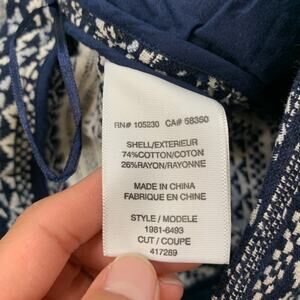 RN# 105230 CA# 58350
SHELL/EXTERIEUR
74%COTTON/COTON
26%RAYON/RAYONNE
MADE IN CHINA
FABRIQUE EN CHINE
STYLE / MODELE
1981-6493
CUT / COUPE
417289